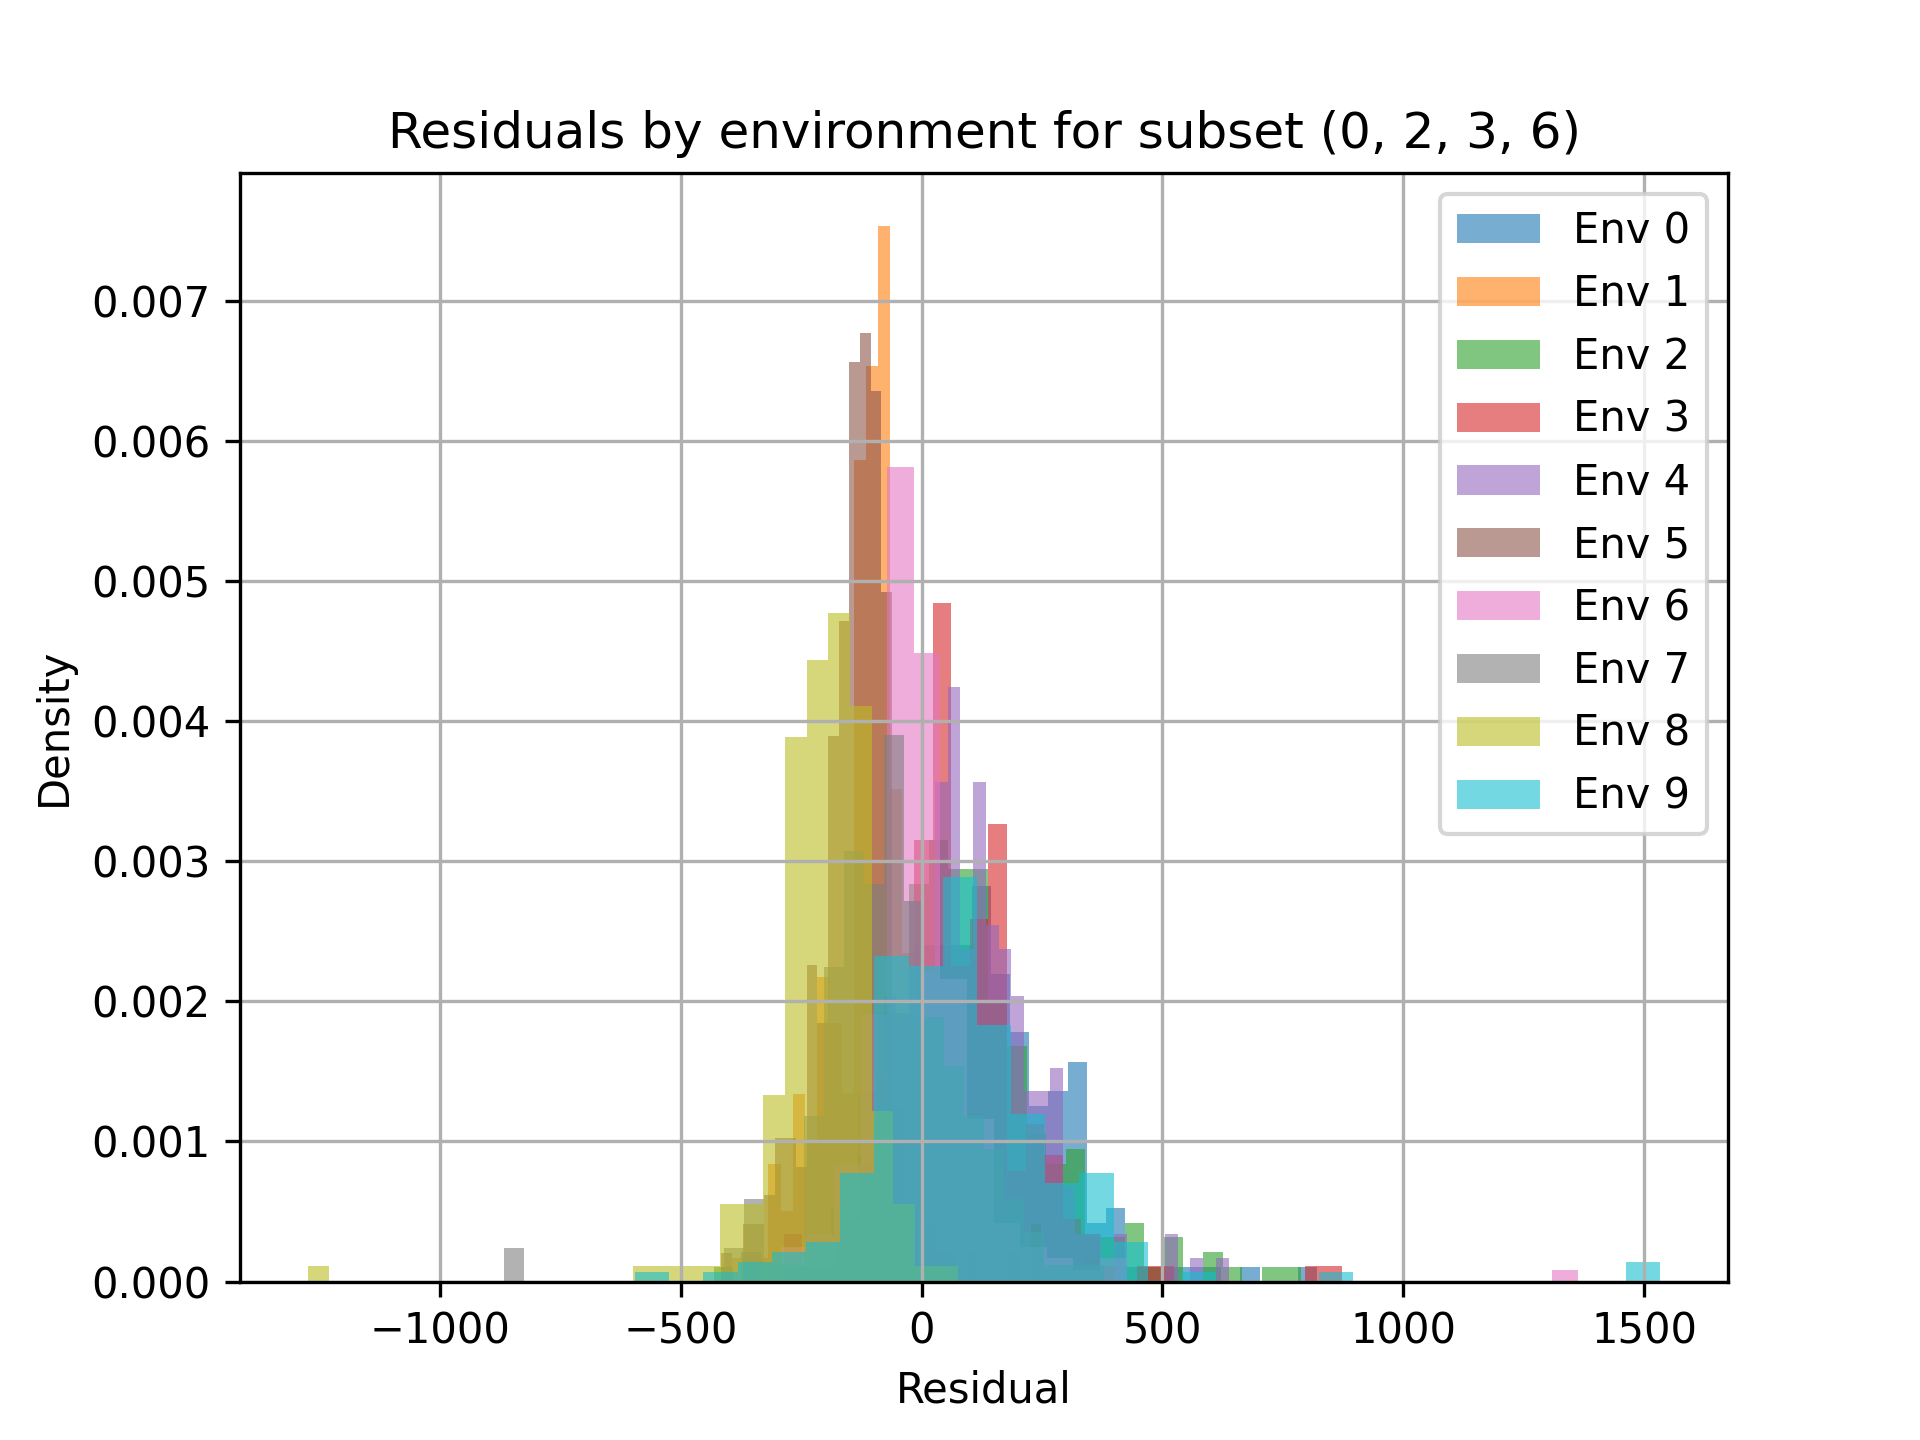 Residuals by environment for subset (0, 2, 3, 6)
Env 0
Env 1
Env 2
Env 3
Env 4
Env 5
Env 6
Env 7
Env 8
Env 9
Density
0.007
0.006
0.005
0.004
0.003
0.002
0.001
0.000
−1000 −500 0 500 1000 1500
Residual